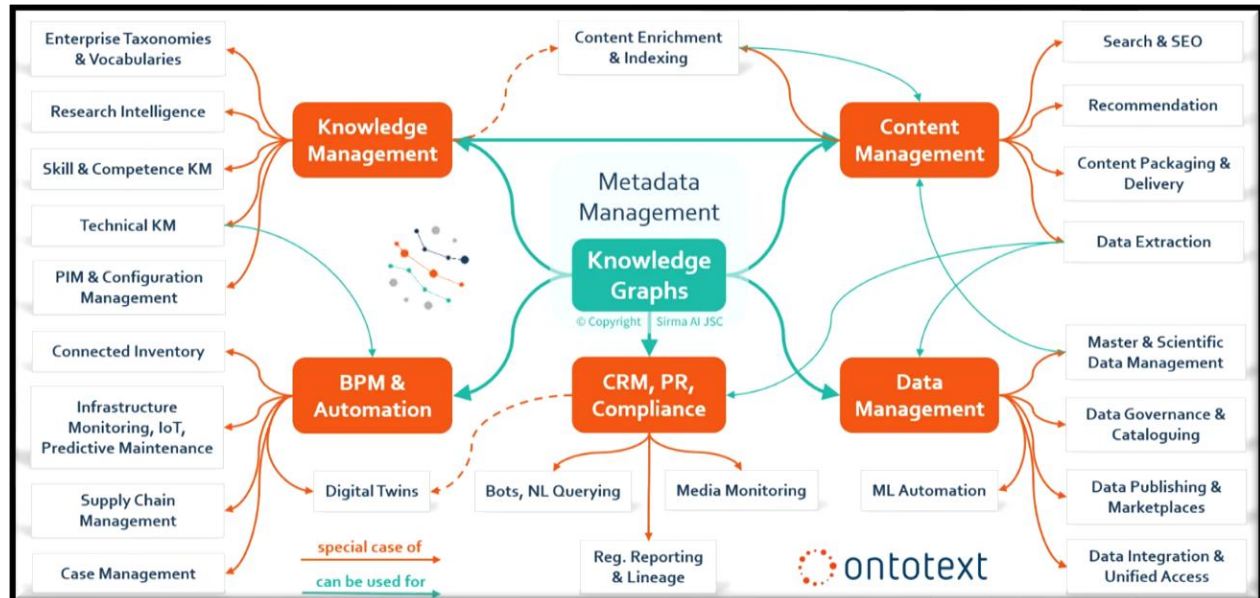 Enterprise Taxonomies
& Vocabularies
Research Intelligence
Skill & Competence KM
Technical KM
PIM & Configuration
Management
Connected Inventory
Infrastructure
Monitoring, IoT,
Predictive Maintenance
Supply Chain
Management
Case Management
Knowledge
Management
BPM &
Automation
Digital Twins
special case of
can be used for
Content Enrichment
& Indexing
Metadada
Management
Knowledge
Graphs
© Copyright Sirma AI JSC
CRM, PR,
Compliance
Bots, NL Querying
Media Monitoring
Reg. Reporting
& Lineage
Content
Management
Data
Management
ML Automation
ontotext
Search & SEO
Recommendation
Content Packaging &
Delivery
Data Extraction
Master & Scientific
Data Management
Data Governance &
Cataloguing
Data Publishing &
Marketplaces
Data Integration &
Unified Access